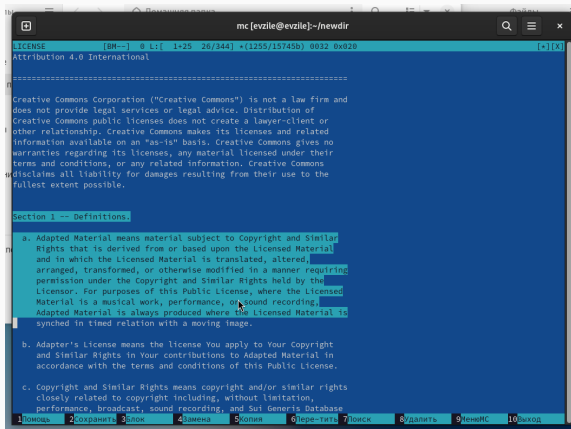 mc [evzile@evzile]:~/newdir
LICENSE [BM--] 0 L:[ 1+25 26/344] *(1255/15745b) 0032 0x020 [*][X]
Attribution 4.0 International
=======================================================================
Creative Commons Corporation ("Creative Commons") is not a law firm and
does not provide legal services or legal advice. Distribution of
Creative Commons public licenses does not create a lawyer-client or
other relationship. Creative Commons makes its licenses and related
information available on an "as-is" basis. Creative Commons gives no
warranties regarding its licenses, any material licensed under their
terms and conditions, or any related information. Creative Commons
disclaims all liability for damages resulting from their use to the
fullest extent possible.
Section 1 -- Definitions.
a. Adapted Material means material subject to Copyright and Similar
Rights that is derived from or based upon the Licensed Material
and in which the Licensed Material is translated, altered,
arranged, transformed, or otherwise modified in a manner requiring
permission under the Copyright and Similar Rights held by the
Licensor. For purposes of this Public License, where the Licensed
Material is a musical work, performance, or sound recording,
Adapted Material is always produced where the Licensed Material is
synched in timed relation with a moving image.
b. Adapter's License means the license You apply to Your Copyright
and Similar Rights in Your contributions to Adapted Material in
accordance with the terms and conditions of this Public License.
c. Copyright and Similar Rights means copyright and/or similar rights
closely related to copyright including, without limitation,
performance, broadcast, sound recording, and Sui Generis Database
1Помощь 2Сохранить 3Блок 4Замена 5Копия 6Пере~тить 7Поиск 8Удалить 9МенюMC 10Выход